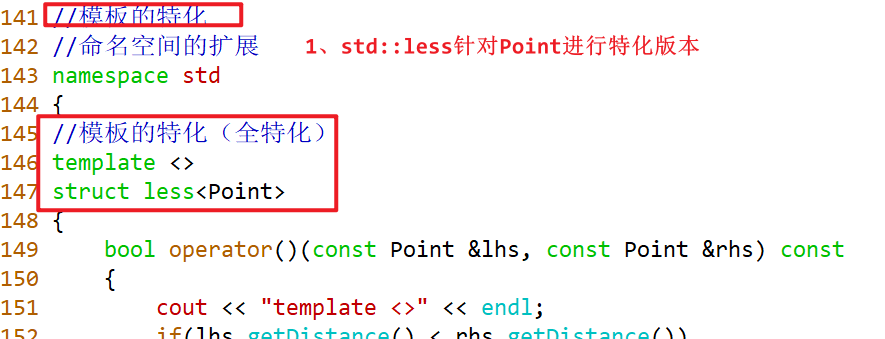 141 //模板的特化
142 //命名空间的扩展 1、std::less针对Point进行特化版本
143 namespace std
144 {
145 //模板的特化（全特化）
146 template <>
147 struct less<Point>
148 {
149 bool operator()(const Point &lhs, const Point &rhs) const
150 {
151 cout << "template <>" << endl;
152 if(lhs.getDistance() < rhs.getDistance())